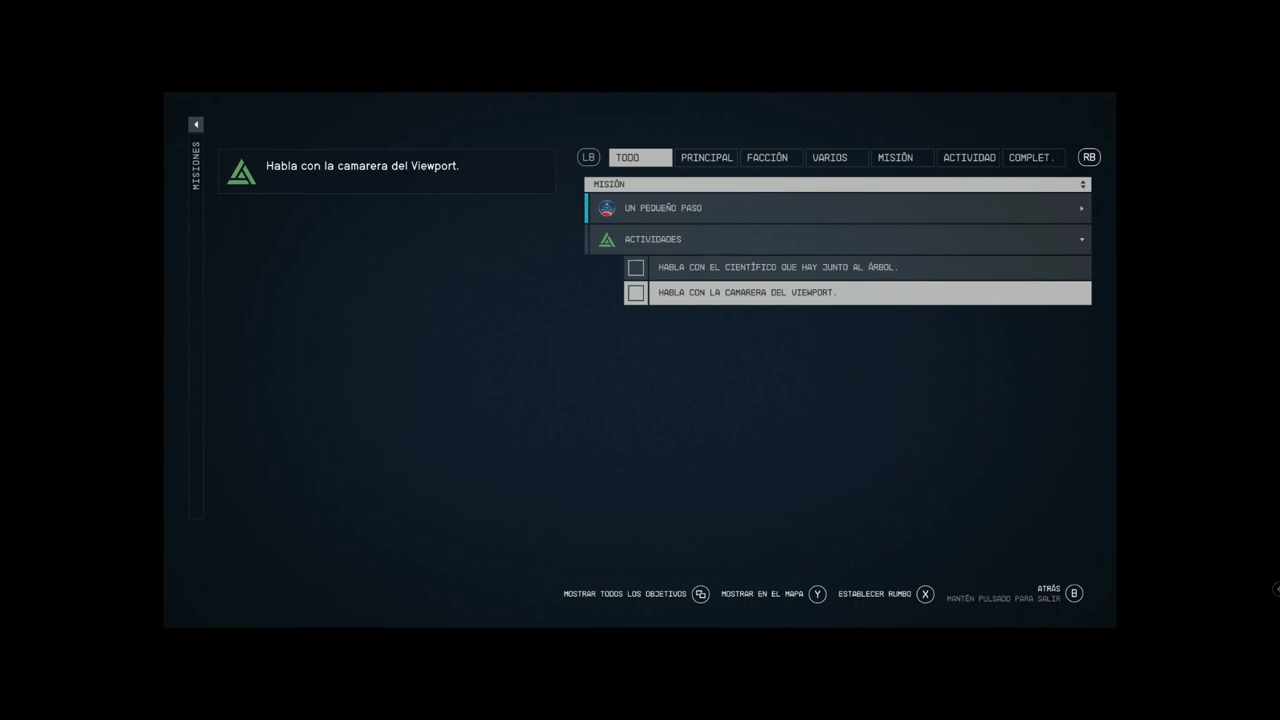 MISIONES
Habla con la camarera del Viewport.
LB TODO PRINCIPAL FACCIÓN VARIOS MISIÓN ACTIVIDAD COMPLET. RB
MISIÓN
UN PEQUEÑO PASO
ACTIVIDADES
HABLA CON EL CIENTÍFICO QUE HAY JUNTO AL ÁRBOL.
HABLA CON LA CAMARERA DEL VIEWPORT.
MOSTRAR TODOS LOS OBJETIVOS MOSTRAR EN EL MAPA Y ESTABLECER RUMBO X ATRÁS B
MANTÉN PULSADO PARA SALIR